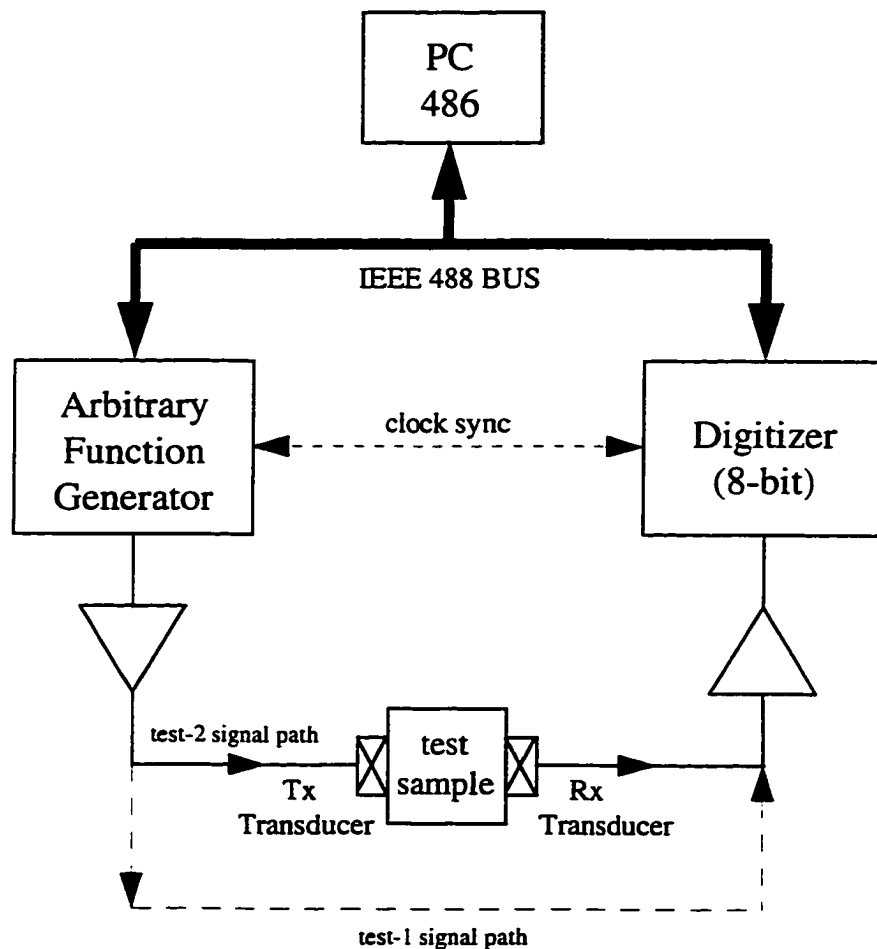 PC
486
IEEE 488 BUS
Arbitrary
Function
Generator
clock sync
Digitizer
(8-bit)
test-2 signal path
test
sample
Tx
Transducer
Rx
Transducer
test-1 signal path